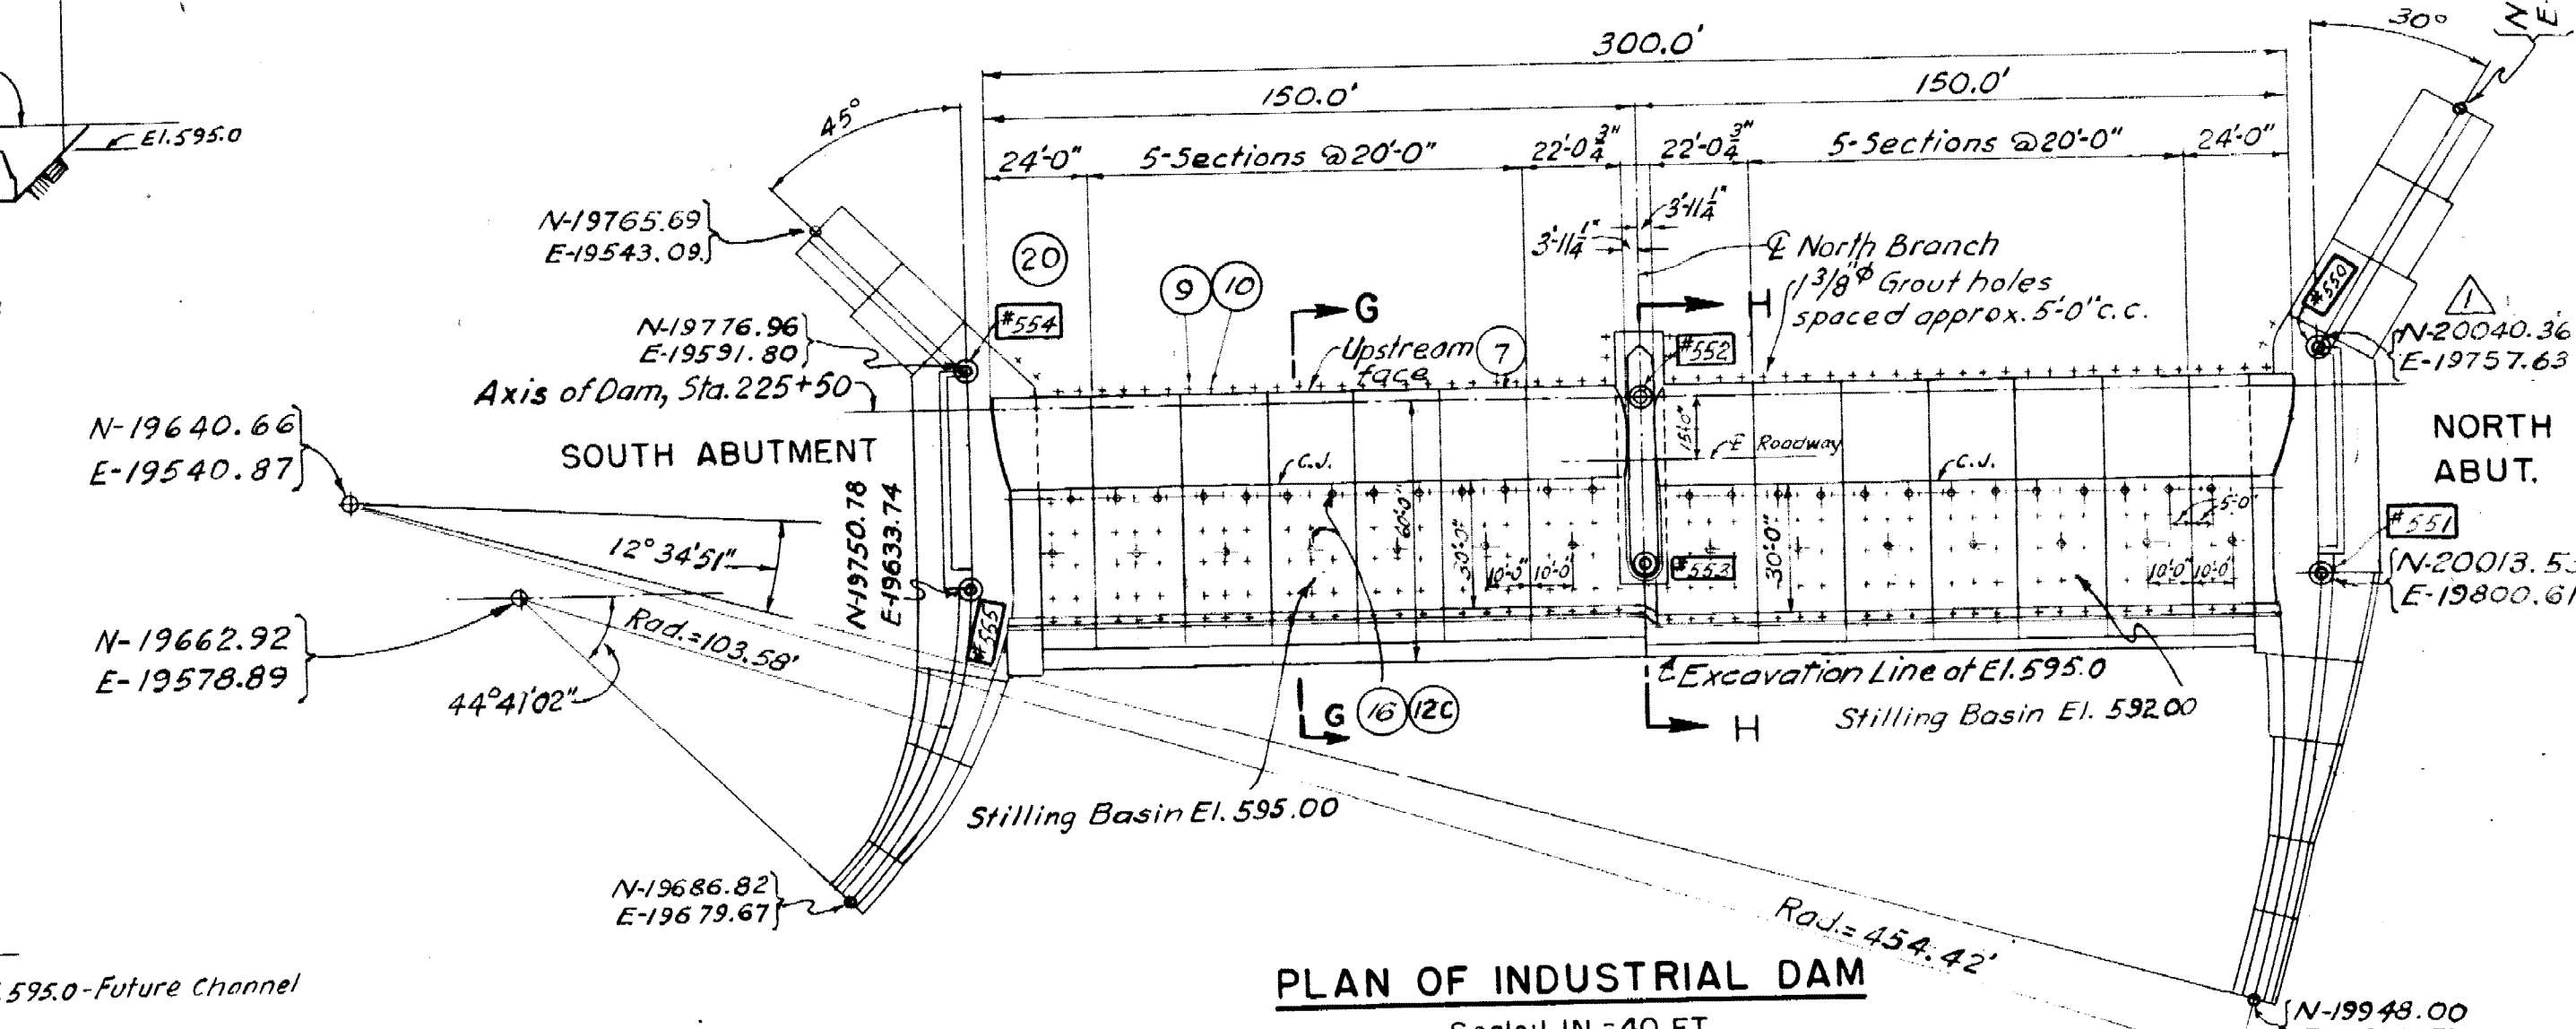 30°
N
E-
300.0'
150.0'
150.0'
El.595.0
45°
24'-0"
5-Sections @20'-0"
22'-0 3/4"
22'-0 3/4"
5-Sections @20'-0"
24'-0"
N-19765.69
E-19543.09
20
3'-11 1/4"
3'-11 1/4"
℄ North Branch
1 3/8"ϕ Grout holes
spaced approx. 5'-0" c.c.
9
10
G
H
#550
1
N-19776.96
E-19591.80
#554
Upstream
face
7
#552
N-20040.36
E-19757.63
Axis of Dam, Sta. 225+50
N-19640.66
E-19540.87
SOUTH ABUTMENT
15'-0"
℄ Roadway
NORTH
ABUT.
C.J.
C.J.
N-19750.78
E-19633.74
60'-0"
30'-0"
30'-0"
5'-0"
#551
12°34'51"
10'-0"
10'-0"
#553
10'-0"
10'-0"
N-20013.53
E-19800.61
N-19662.92
E-19578.89
Rad.=103.58'
#555
44°41'02"
Excavation Line at El.595.0
G
16
12C
H
Stilling Basin El. 592.00
Stilling Basin El. 595.00
N-19686.82
E-19679.67
Rad.=454.42'
595.0-Future Channel
PLAN OF INDUSTRIAL DAM
Scale: 1 IN.=40 FT.
N-19948.00